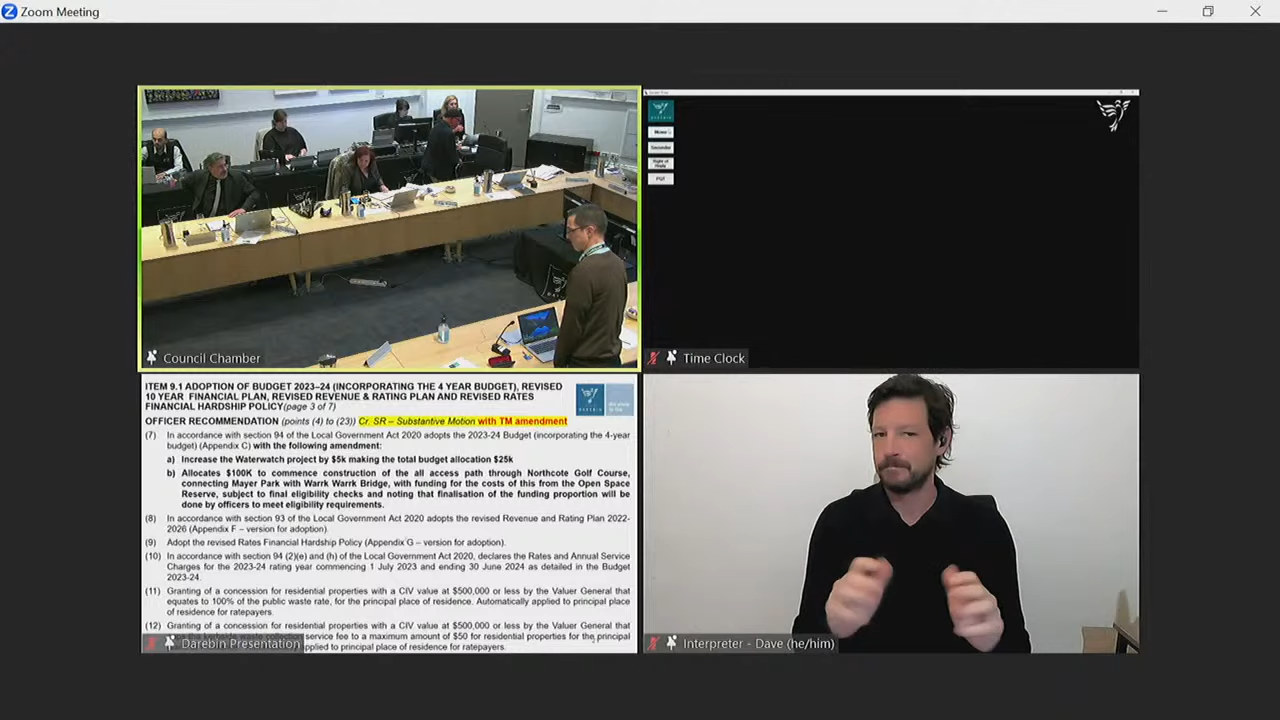 Zoom Meeting
Council Chamber
Mover
Seconder
Right of
Reply
Time Clock
ITEM 9.1 ADOPTION OF BUDGET 2023–24 (INCORPORATING THE 4 YEAR BUDGET), REVISED
10 YEAR FINANCIAL PLAN, REVISED REVENUE & RATING PLAN AND REVISED RATES
FINANCIAL HARDSHIP POLICY(page 3 of 7)
OFFICER RECOMMENDATION (points (4) to (23)) Cr. SR – Substantive Motion with TM amendment
(7) In accordance with section 94 of the Local Government Act 2020 adopts the 2023-24 Budget (incorporating the 4-year
budget) (Appendix C) with the following amendment:
a) Increase the Waterwatch project by $5k making the total budget allocation $25k
b) Allocates $100K to commence construction of the all access path through Northcote Golf Course,
connecting Mayer Park with Warrk Warrk Bridge, with funding for the costs of this from the Open Space
Reserve, subject to final eligibility checks and noting that finalisation of the funding proportion will be
done by officers to meet eligibility requirements.
(8) In accordance with section 93 of the Local Government Act 2020 adopts the revised Revenue and Rating Plan 2022-
2026 (Appendix F – version for adoption).
(9) Adopt the revised Rates Financial Hardship Policy (Appendix G – version for adoption).
(10) In accordance with section 94 (2)(e) and (h) of the Local Government Act 2020, declares the Rates and Annual Service
Charges for the 2023-24 rating year commencing 1 July 2023 and ending 30 June 2024 as detailed in the Budget
2023-24.
(11) Granting of a concession for residential properties with a CIV value at $500,000 or less by the Valuer General that
equates to 100% of the public waste rate, for the principal place of residence. Automatically applied to principal place
of residence for ratepayers.
(12) Granting of a concession for residential properties with a CIV value at $500,000 or less by the Valuer General that
service fee to a maximum amount of $50 for residential properties for the principal
applied to principal place of residence for ratepayers.
Darebin Presentation
Interpreter - Dave (he/him)